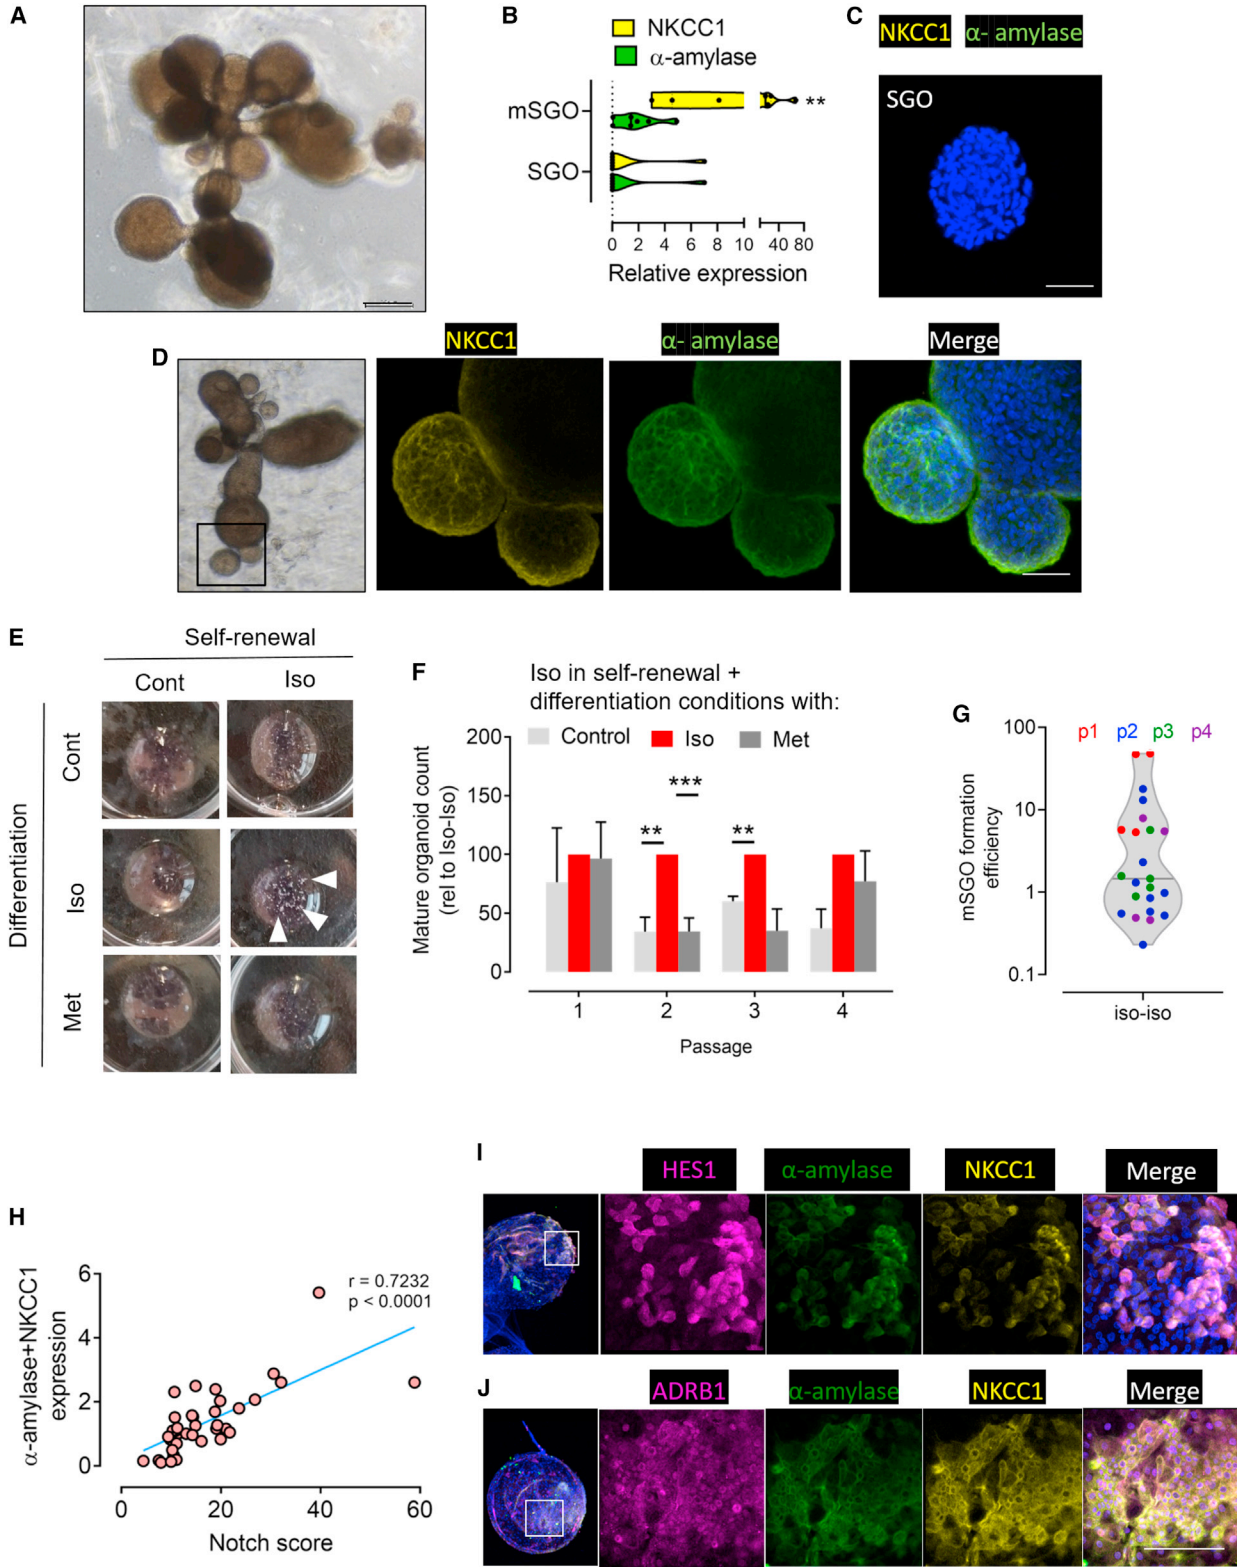 A
B
NKCC1
α-amylase
mSGO
SGO
**
0 2 4 6 8 10 40 80
Relative expression
C
NKCC1 α- amylase
SGO
D
NKCC1
α- amylase
Merge
E
Self-renewal
Cont Iso
Differentiation
Cont
Iso
Met
F
Iso in self-renewal +
differentiation conditions with:
Control Iso Met
Mature organoid count
(rel to Iso-Iso)
200
150
100
50
0
**
***
**
1 2 3 4
Passage
G
p1 p2 p3 p4
mSGO formation
efficiency
100
10
1
0.1
iso-iso
H
α-amylase+NKCC1
expression
6
4
2
0
r = 0.7232
p < 0.0001
0 20 40 60
Notch score
I
HES1
α-amylase
NKCC1
Merge
J
ADRB1
α-amylase
NKCC1
Merge